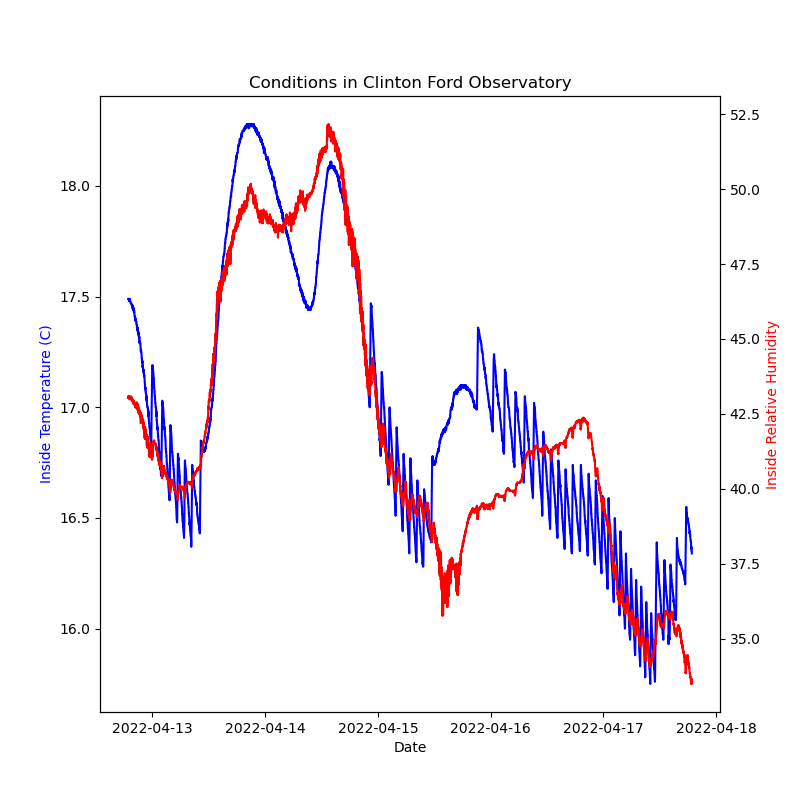 Conditions in Clinton Ford Observatory
Inside Temperature (C)
18.0
17.5
17.0
16.5
16.0
52.5
50.0
47.5
45.0
42.5
40.0
37.5
35.0
Inside Relative Humidity
2022-04-13 2022-04-14 2022-04-15 2022-04-16 2022-04-17 2022-04-18
Date